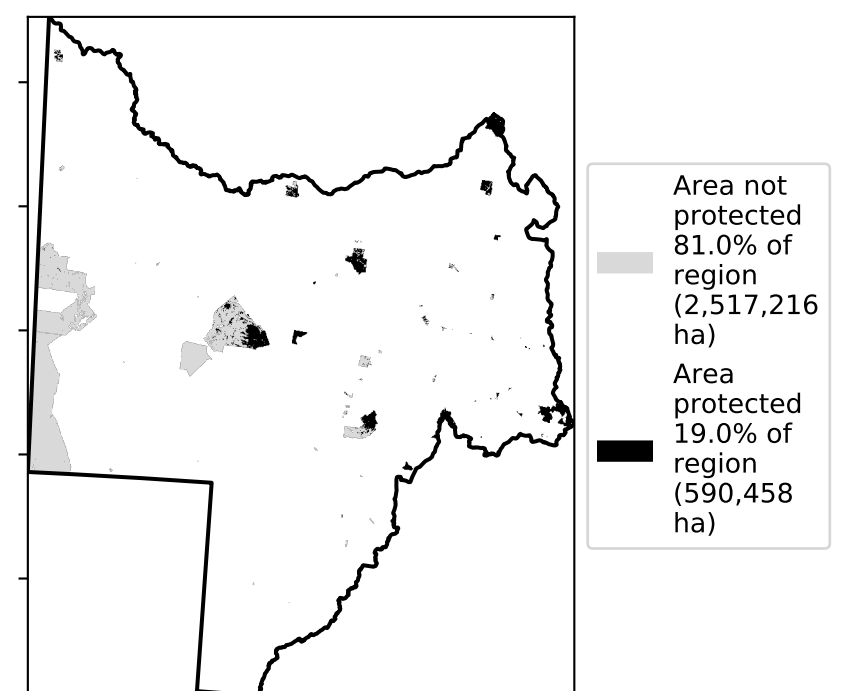 Area not
protected
81.0% of
region
(2,517,216
ha)
Area
protected
19.0% of
region
(590,458
ha)